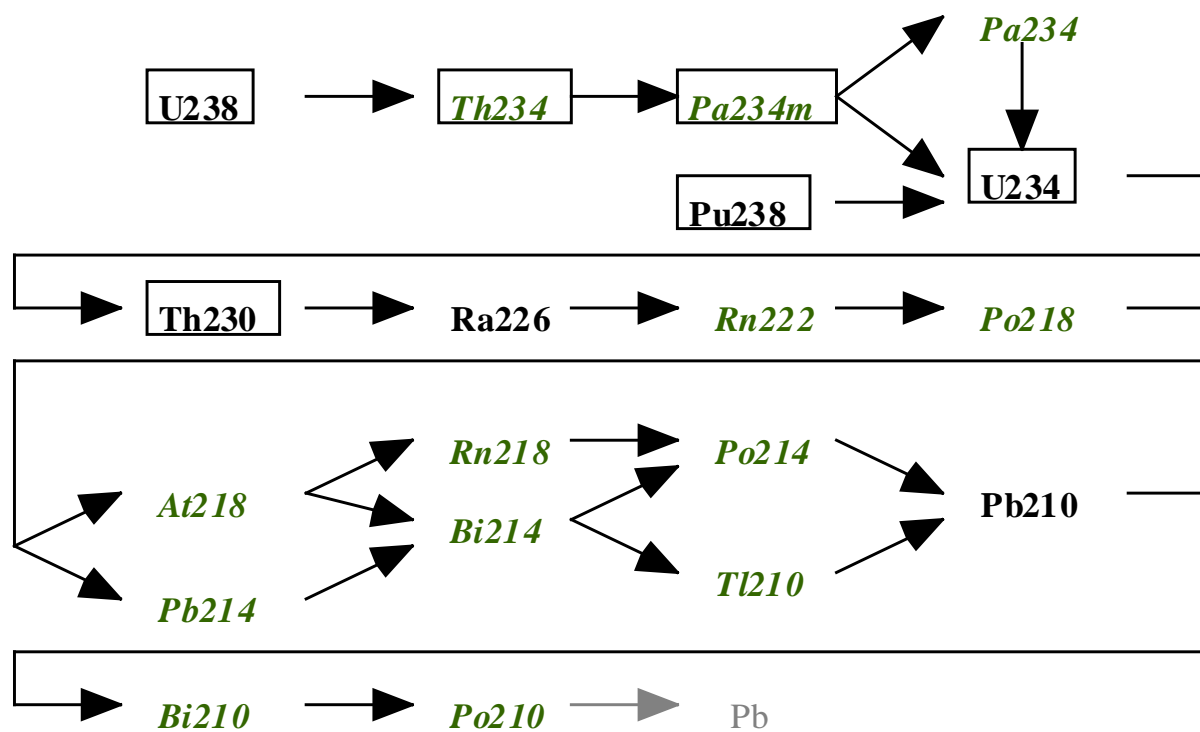 Pa234
U238 Th234 Pa234m
U234
Pu238
Th230 Ra226 Rn222 Po218
Rn218 Po214
At218 Pb210
Bi214
Tl210
Pb214
Bi210 Po210 Pb